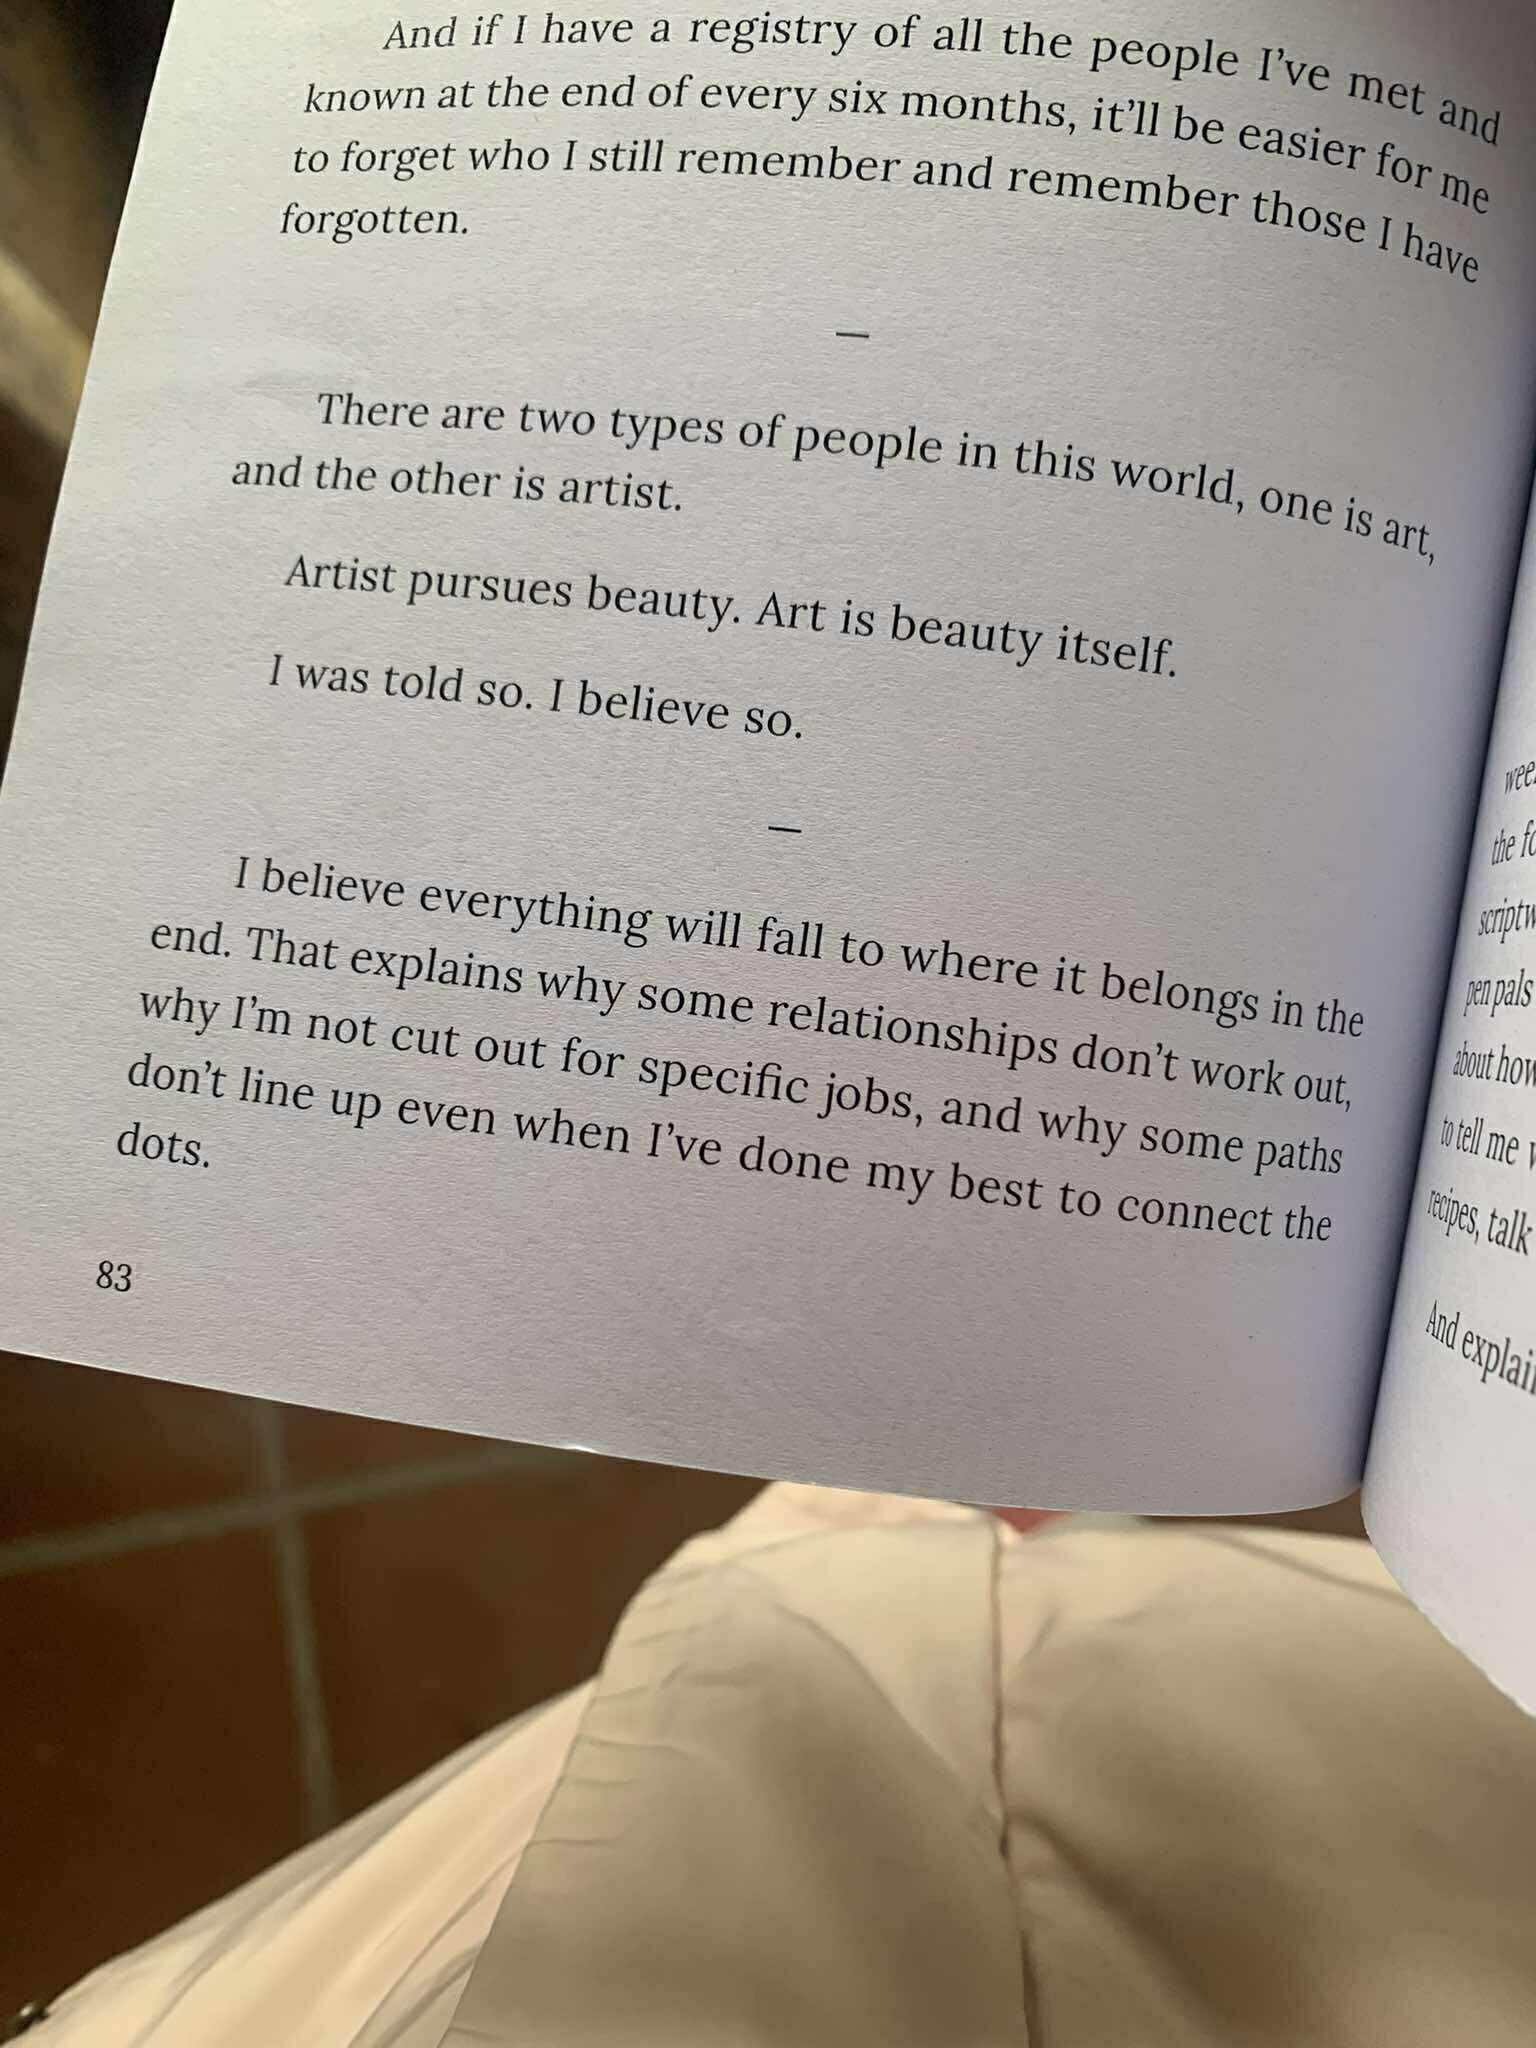 And if I have a registry of all the people I've met and
known at the end of every six months, it'll be easier for me
to forget who I still remember and remember those I have
forgotten.
—
There are two types of people in this world, one is art,
and the other is artist.
Artist pursues beauty. Art is beauty itself.
I was told so. I believe so.
—
I believe everything will fall to where it belongs in the
end. That explains why some relationships don't work out,
why I'm not cut out for specific jobs, and why some paths
don't line up even when I've done my best to connect the
dots.
83
the
pen pals
about how
to tell me
recipes, talk
And